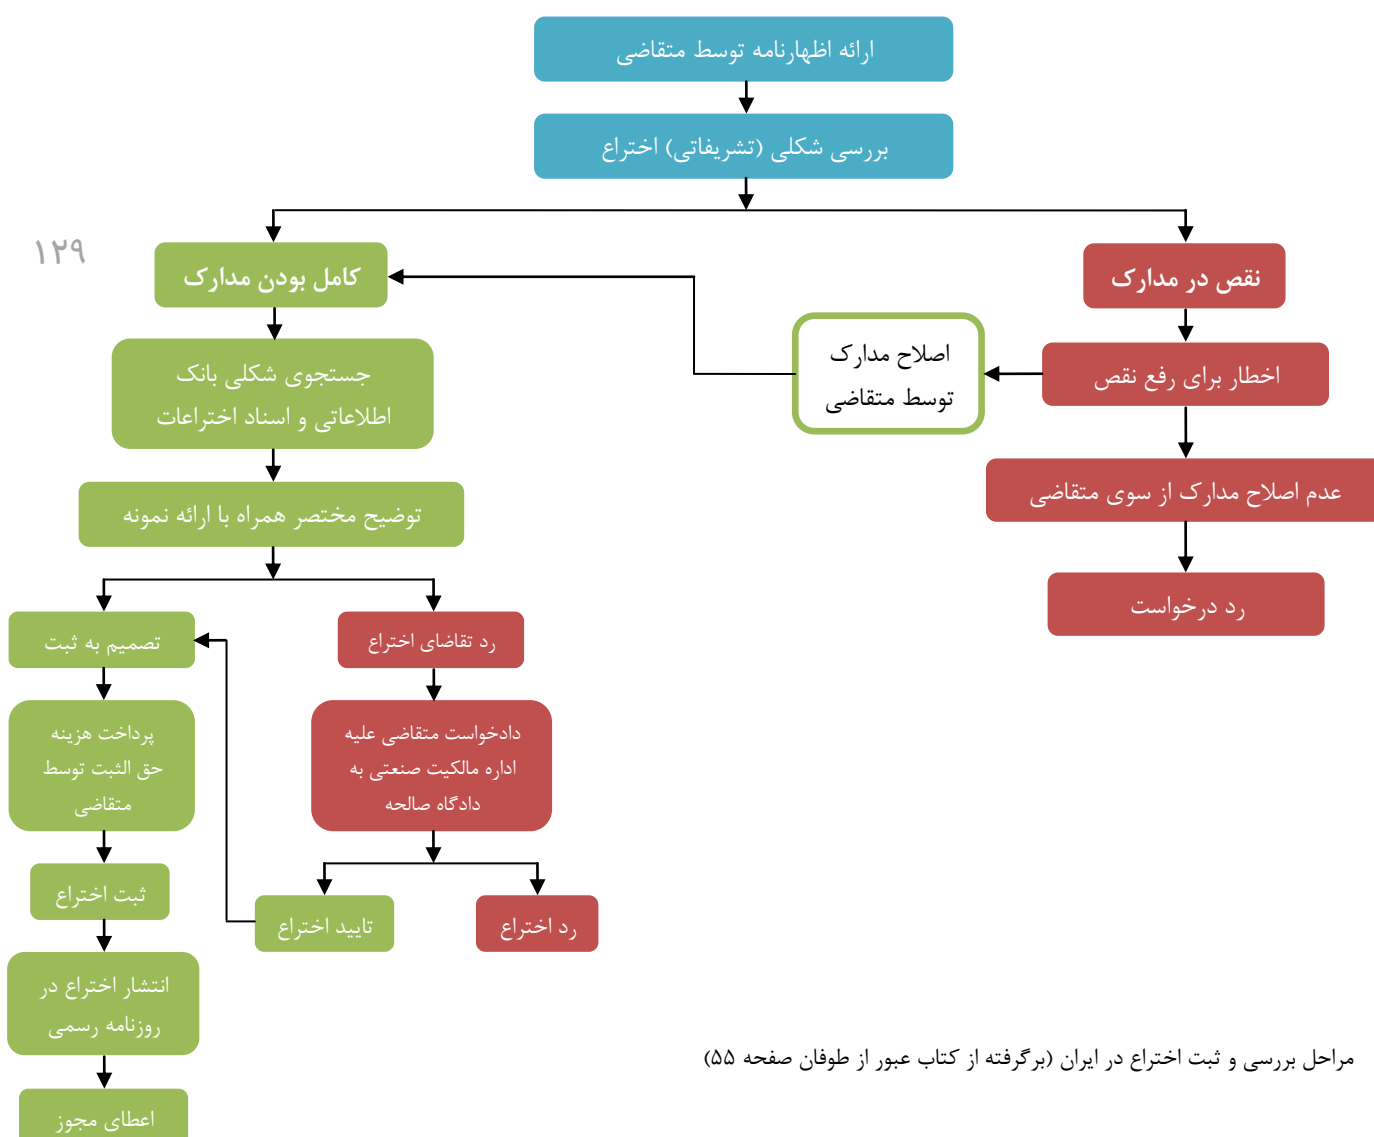 ارائه اظهارنامه توسط متقاضی
بررسی شکلی (تشریفاتی) اختراع
۱۲۹
نقص در مدارک
کامل بودن مدارک
اخطار برای رفع نقص
اصلاح مدارک
توسط متقاضی
جستجوی شکلی بانک
اطلاعاتی و اسناد اختراعات
عدم اصلاح مدارک از سوی متقاضی
توضیح مختصر همراه با ارائه نمونه
رد درخواست
رد تقاضای اختراع
تصمیم به ثبت
دادخواست متقاضی علیه
اداره مالکیت صنعتی به
دادگاه صالحه
پرداخت هزینه
حق الثبت توسط
متقاضی
ثبت اختراع
رد اختراع
تایید اختراع
انتشار اختراع در
روزنامه رسمی
مراحل بررسی و ثبت اختراع در ایران (برگرفته از کتاب عبور از طوفان صفحه ۵۵)
اعطای مجوز